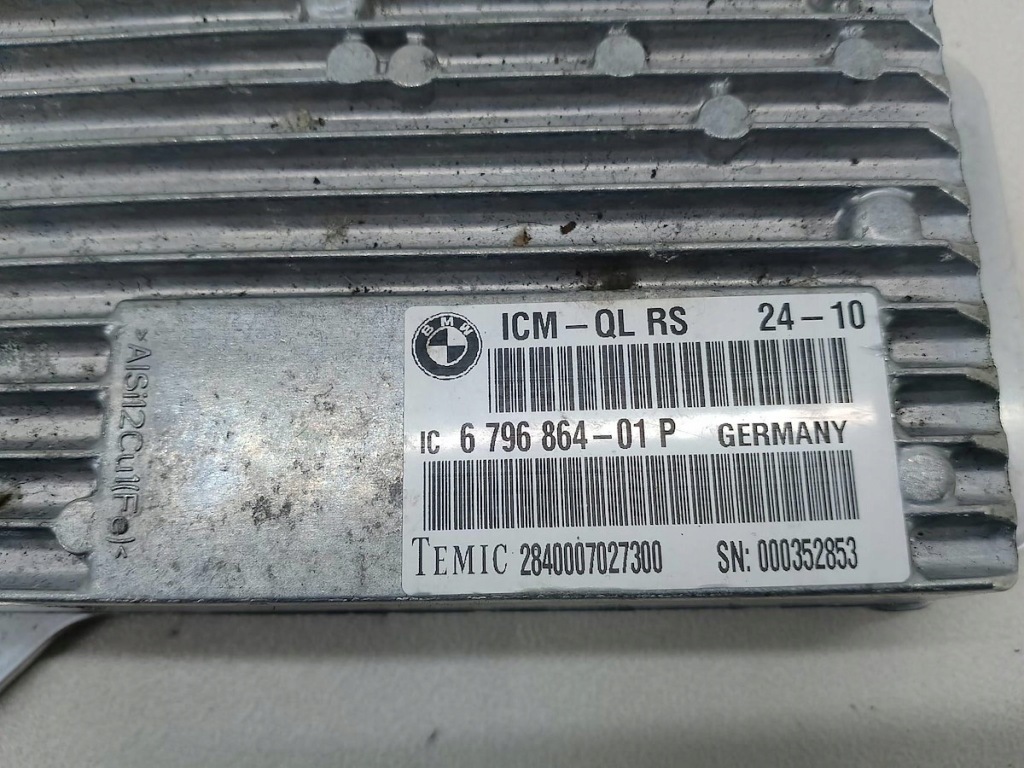 BMW
ICM-QL RS 24-10
IC 6 796 864-01 P GERMANY
TEMIC 2840007027300 SN: 000352853
>AlSi12Cu1(Fe)<